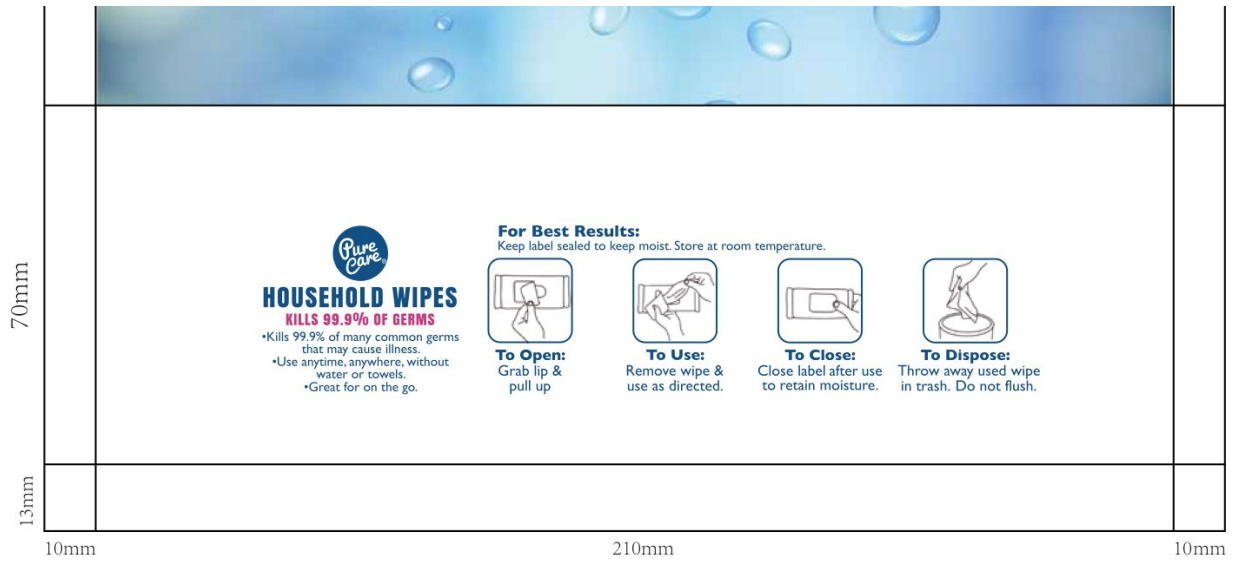 Pure
Care®
HOUSEHOLD WIPES
KILLS 99.9% OF GERMS
•Kills 99.9% of many common germs
that may cause illness.
•Use anytime, anywhere, without
water or towels.
•Great for on the go.
For Best Results:
Keep label sealed to keep moist. Store at room temperature.
To Open:
Grab lip &
pull up
To Use:
Remove wipe &
use as directed.
To Close:
Close label after use
to retain moisture.
To Dispose:
Throw away used wipe
in trash. Do not flush.
70mm
13mm
10mm
210mm
10mm